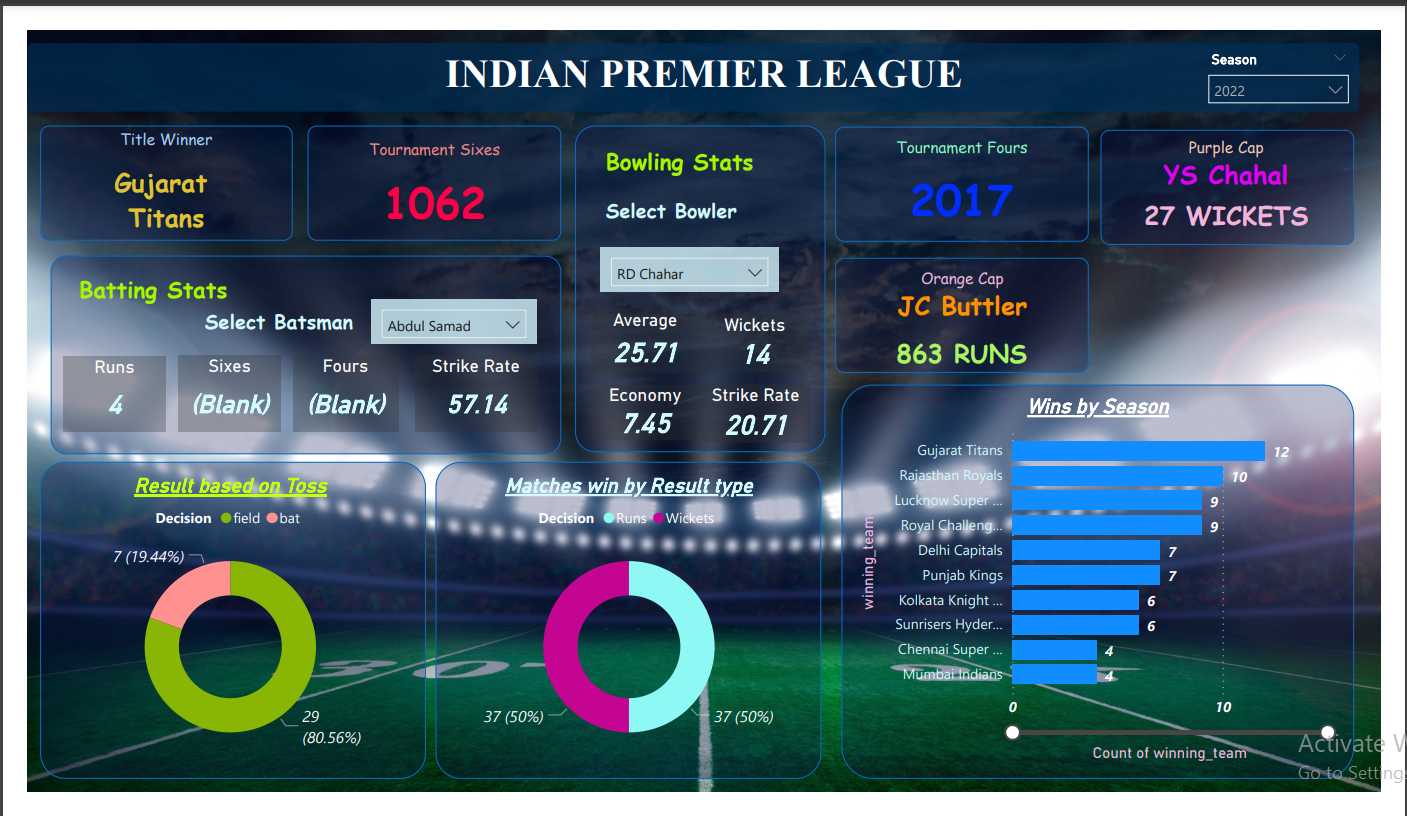 INDIAN PREMIER LEAGUE
Season
2022
Title Winner
Gujarat
Titans
Tournament Sixes
1062
Bowling Stats
Select Bowler
RD Chahar
Average
25.71
Wickets
14
Economy
7.45
Strike Rate
20.71
Tournament Fours
2017
Purple Cap
YS Chahal
27 WICKETS
Orange Cap
JC Buttler
863 RUNS
Batting Stats
Select Batsman
Abdul Samad
Runs
4
Sixes
(Blank)
Fours
(Blank)
Strike Rate
57.14
Result based on Toss
Decision field bat
7 (19.44%)
29
(80.56%)
Matches win by Result type
Decision Runs Wickets
37 (50%)
37 (50%)
Wins by Season
winning_team
Gujarat Titans 12
Rajasthan Royals 10
Lucknow Super ... 9
Royal Challeng... 9
Delhi Capitals 7
Punjab Kings 7
Kolkata Knight ... 6
Sunrisers Hyder... 6
Chennai Super ... 4
Mumbai Indians 4
0 10
Count of winning_team
Activate W
Go to Settings
30